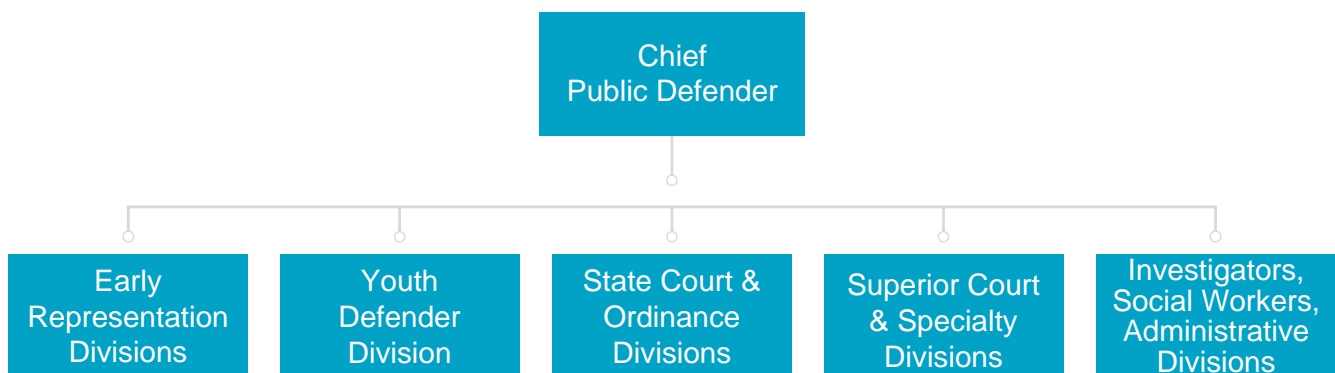 Chief
Public Defender
Early
Representation
Divisions
Youth
Defender
Division
State Court &
Ordinance
Divisions
Superior Court
& Specialty
Divisions
Investigators,
Social Workers,
Administrative
Divisions